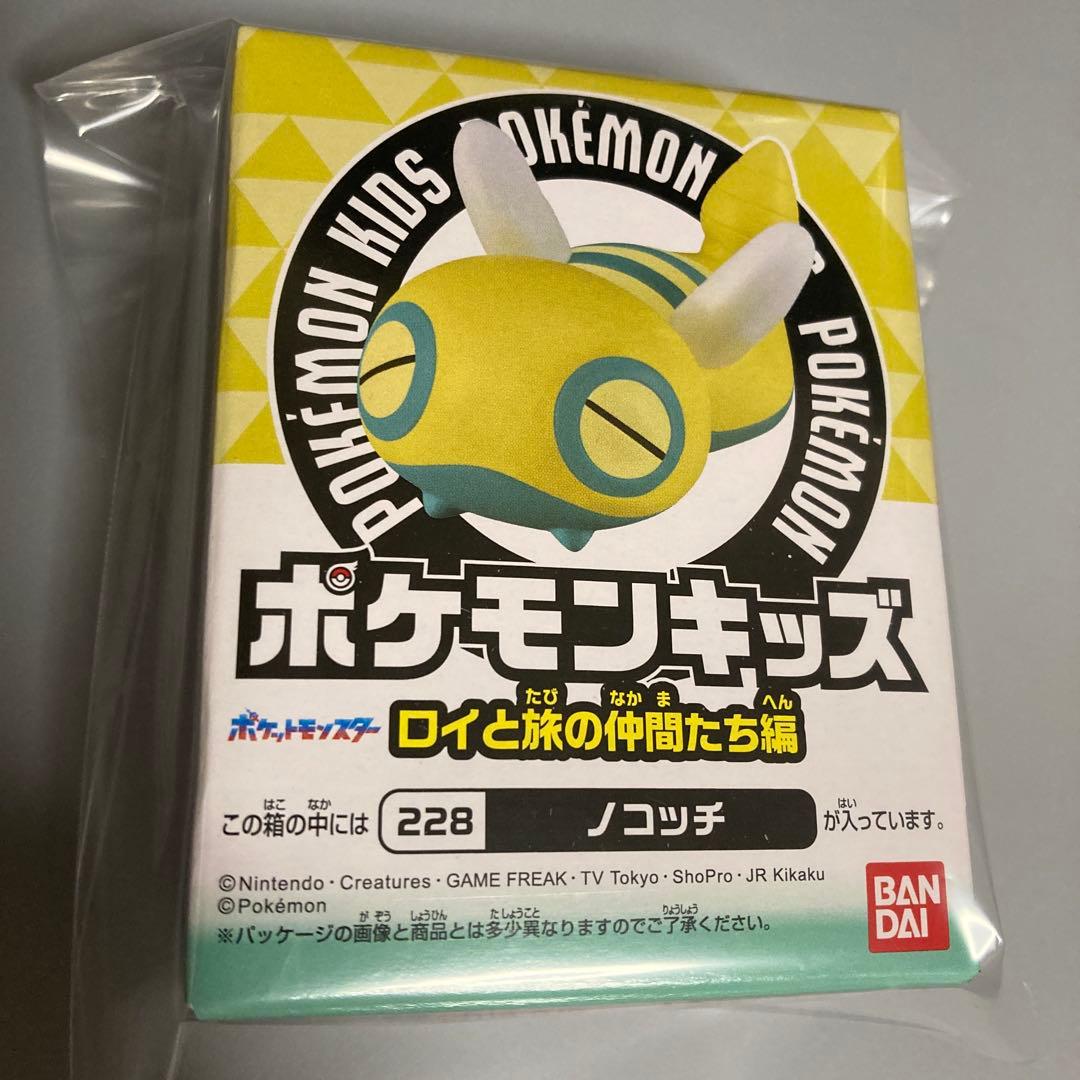 POKÉMON KIDS POKÉMON POKÉMON
ポケモンキッズ
ポケットモンスター ロイと旅の仲間たち編
たび なかま へん
この箱の中には 228 ノコッチ が入っています。
はこ なか はい
©Nintendo・Creatures・GAME FREAK・TV Tokyo・ShoPro・JR Kikaku
©Pokémon
※パッケージの画像と商品とは多少異なりますのでご了承ください。
がぞう しょうひん たしょうこと りょうしょう
BAN
DAI